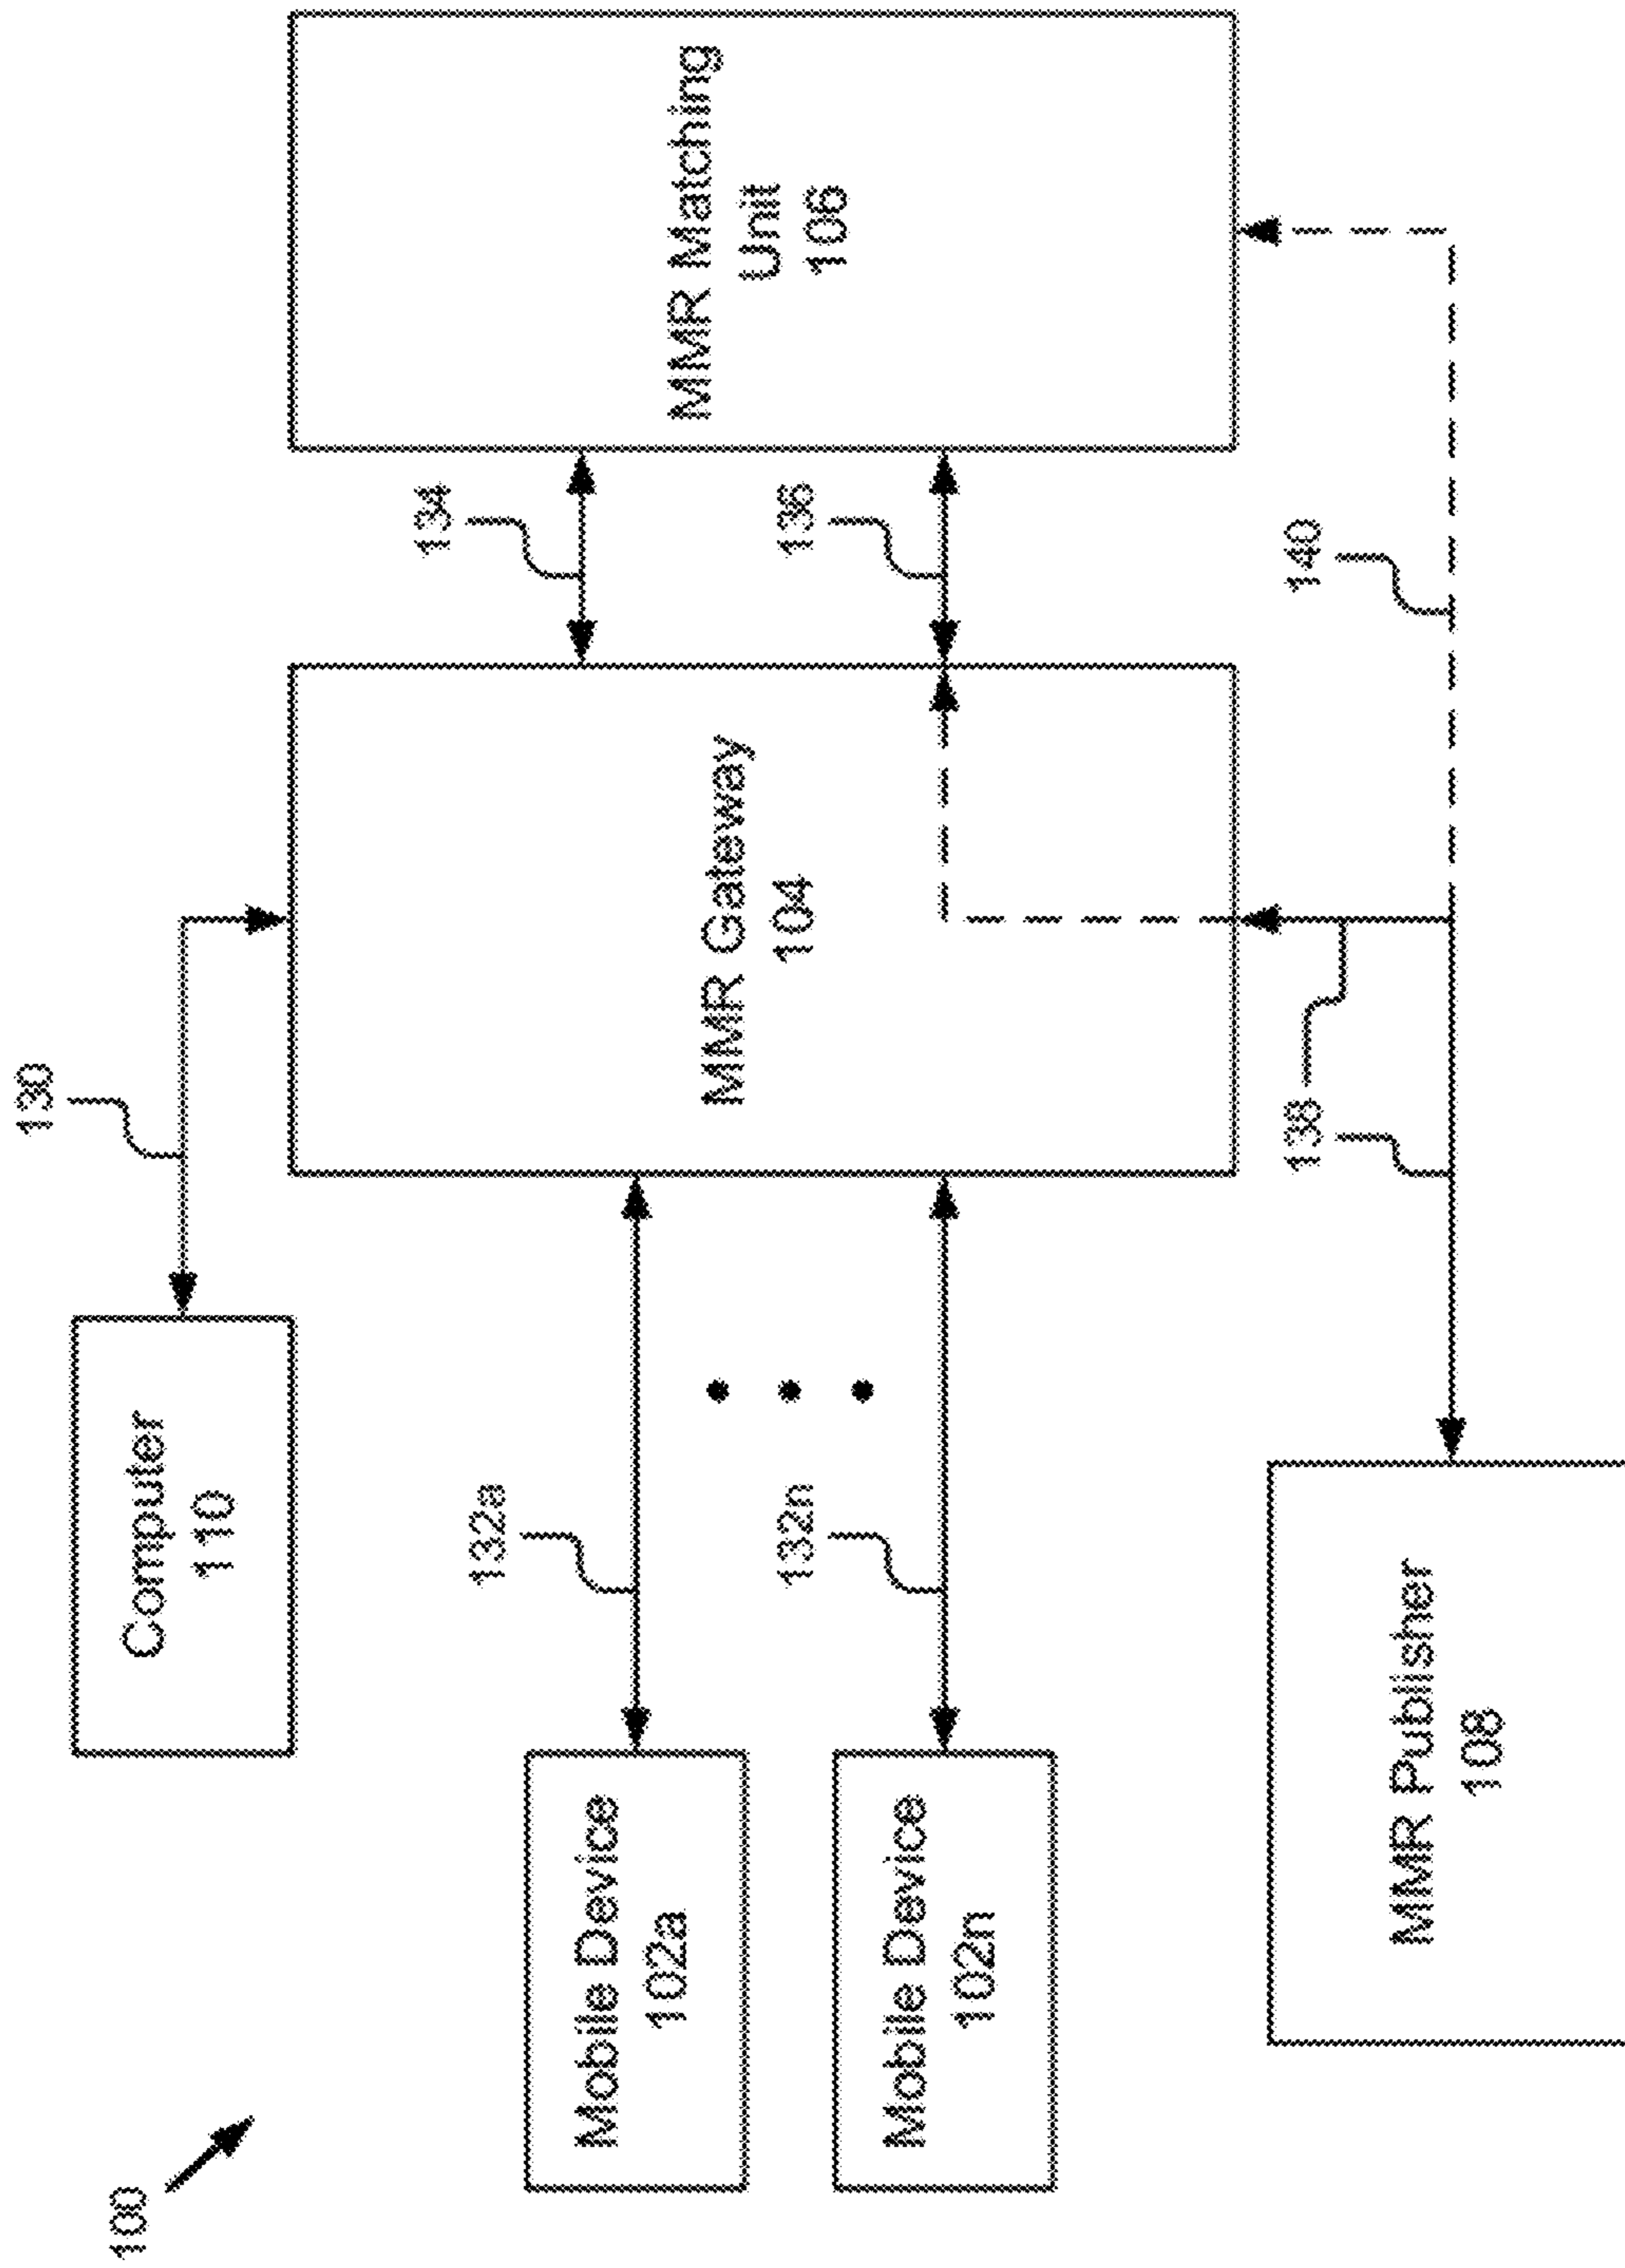 100
130
Computer
110
MMR Gateway
104
MMR Matching
Unit
106
134
136
132a
132n
Mobile Device
102a
Mobile Device
102n
138
140
MMR Publisher
108